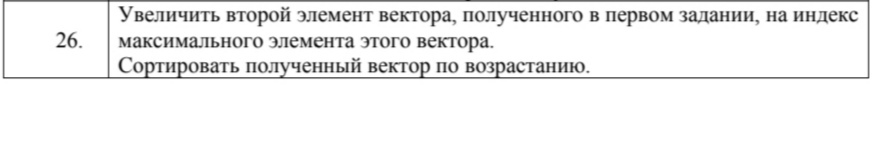 26.
Увеличить второй элемент вектора, полученного в первом задании, на индекс
максимального элемента этого вектора.
Сортировать полученный вектор по возрастанию.